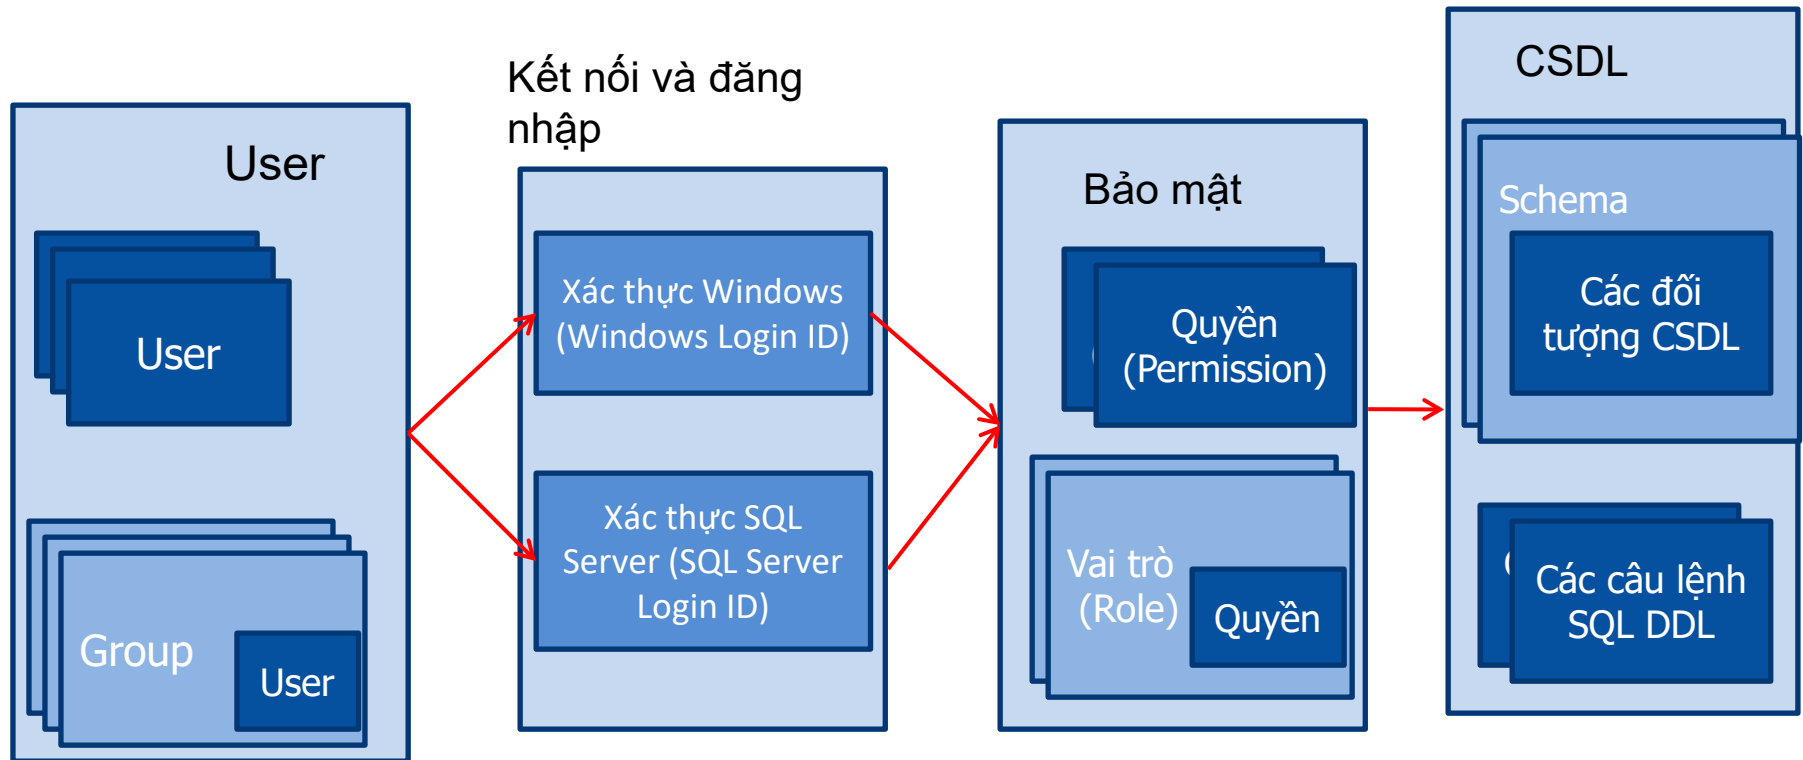 User
User
Group
User
Kết nối và đăng
nhập
Xác thực Windows
(Windows Login ID)
Xác thực SQL
Server (SQL Server
Login ID)
Bảo mật
Quyền
(Permission)
Vai trò
(Role)
Quyền
CSDL
Schema
Các đối
tượng CSDL
Các câu lệnh
SQL DDL